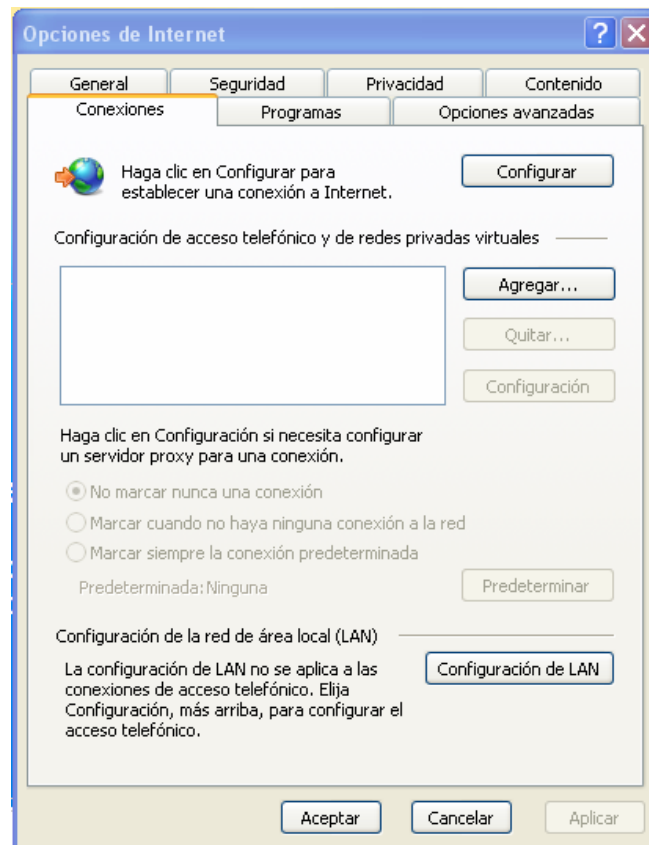 Opciones de Internet
General Seguridad Privacidad Contenido
Conexiones Programas Opciones avanzadas
Haga clic en Configurar para
establecer una conexión a Internet.
Configurar
Configuración de acceso telefónico y de redes privadas virtuales
Agregar...
Quitar...
Configuración
Haga clic en Configuración si necesita configurar
un servidor proxy para una conexión.
No marcar nunca una conexión
Marcar cuando no haya ninguna conexión a la red
Marcar siempre la conexión predeterminada
Predeterminada: Ninguna
Predeterminar
Configuración de la red de área local (LAN)
La configuración de LAN no se aplica a las
conexiones de acceso telefónico. Elija
Configuración, más arriba, para configurar el
acceso telefónico.
Configuración de LAN
Aceptar Cancelar Aplicar